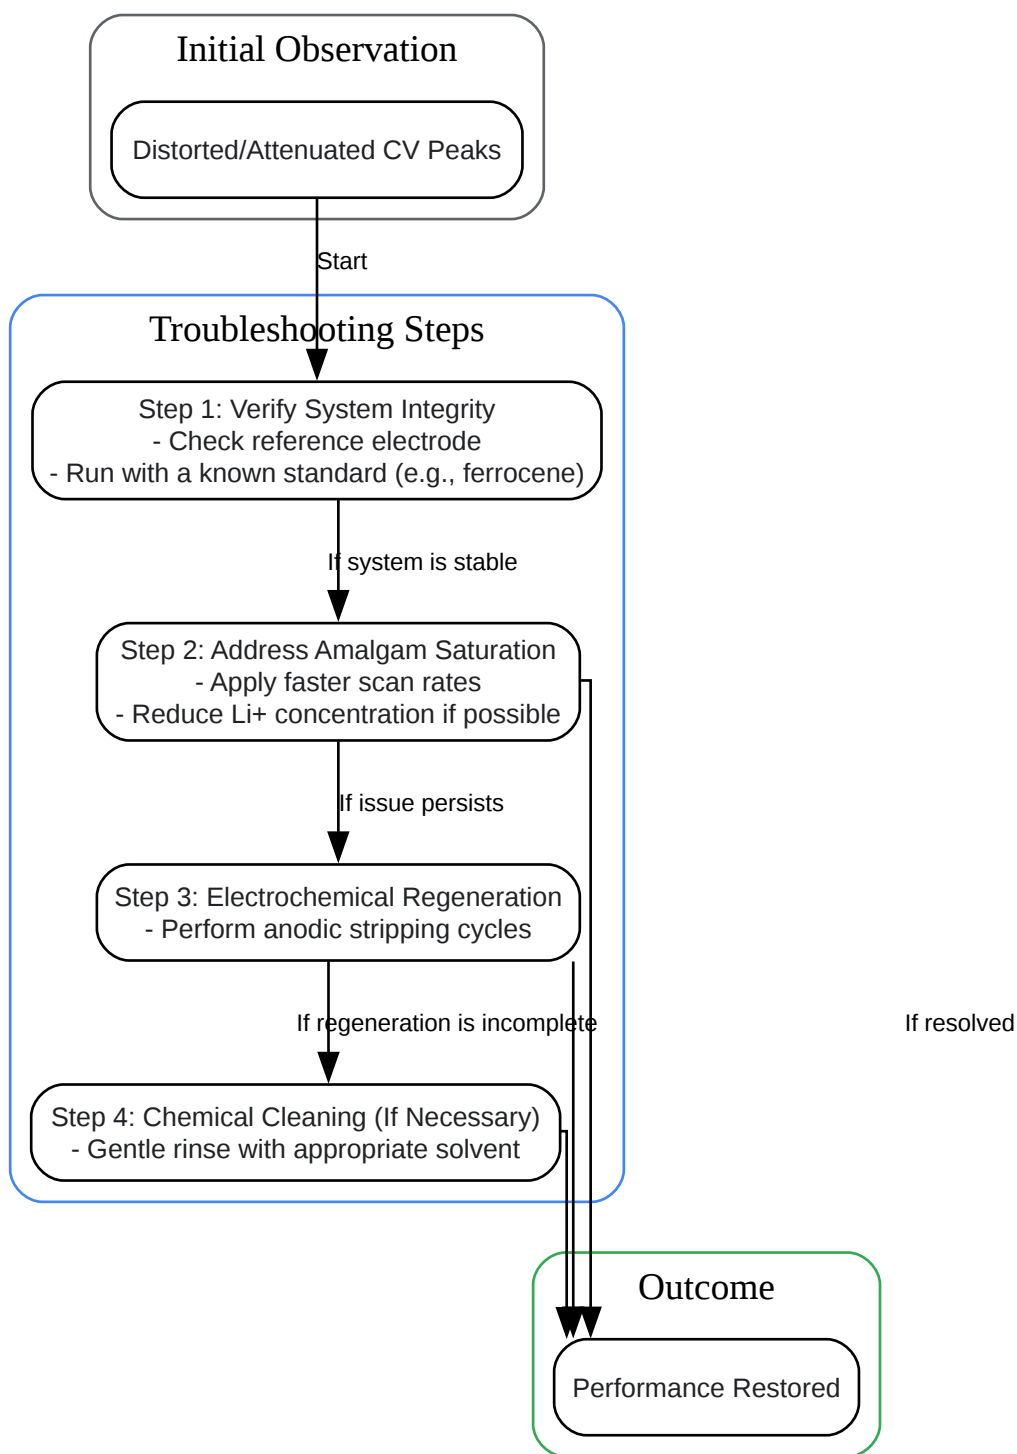 Initial Observation
Distorted/Attenuated CV Peaks
Start
Troubleshooting Steps
Step 1: Verify System Integrity
- Check reference electrode
- Run with a known standard (e.g., ferrocene)
If system is stable
Step 2: Address Amalgam Saturation
- Apply faster scan rates
- Reduce Li+ concentration if possible
If issue persists
Step 3: Electrochemical Regeneration
- Perform anodic stripping cycles
If regeneration is incomplete
If resolved
Step 4: Chemical Cleaning (If Necessary)
- Gentle rinse with appropriate solvent
Outcome
Performance Restored